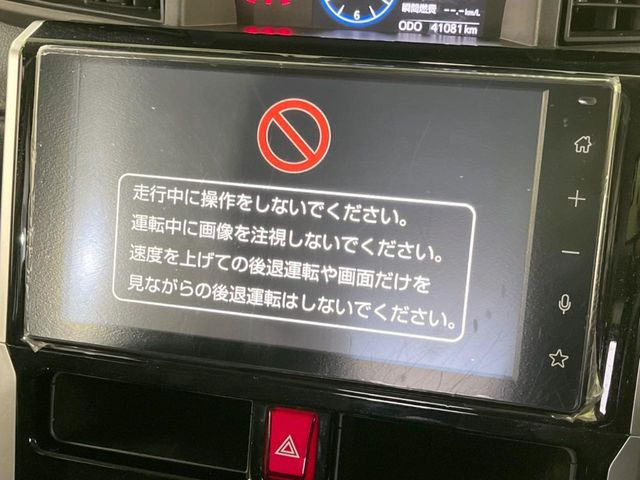 瞬間燃費 --.- km/L
ODO 41081 km
6
走行中に操作をしないでください。
運転中に画像を注視しないでください。
速度を上げての後退運転や画面だけを
見ながらの後退運転はしないでください。